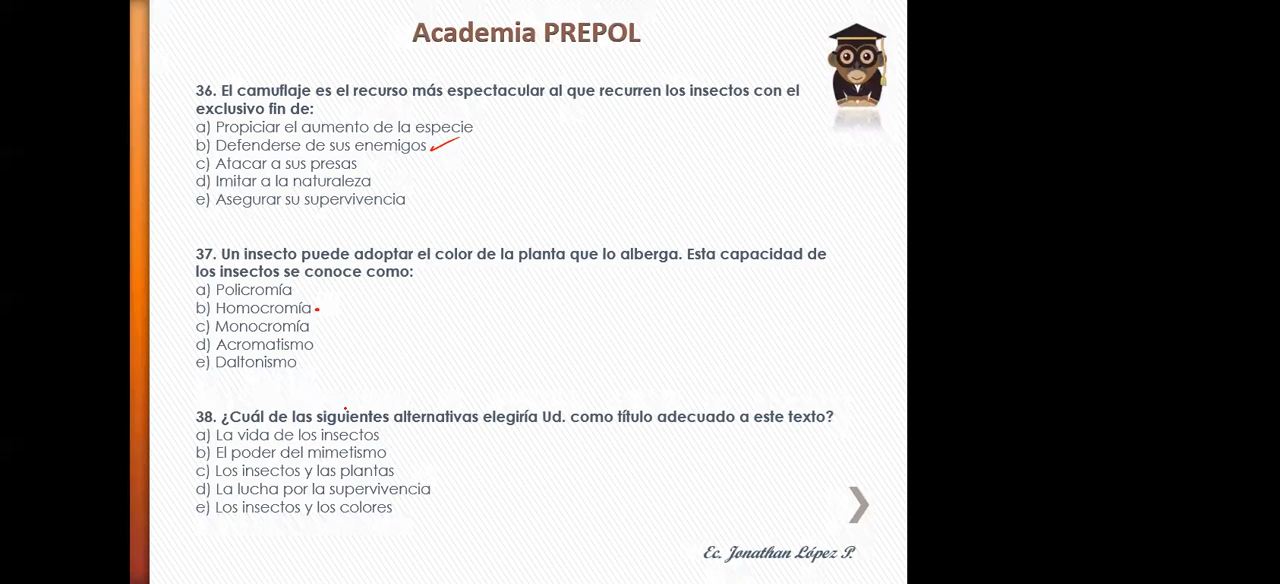 Academia PREPOL
36. El camuflaje es el recurso más espectacular al que recurren los insectos con el
exclusivo fin de:
a) Propiciar el aumento de la especie
b) Defenderse de sus enemigos
c) Atacar a sus presas
d) Imitar a la naturaleza
e) Asegurar su supervivencia
37. Un insecto puede adoptar el color de la planta que lo alberga. Esta capacidad de
los insectos se conoce como:
a) Policromía
b) Homocromía
c) Monocromía
d) Acromatismo
e) Daltonismo
38. ¿Cuál de las siguientes alternativas elegiría Ud. como título adecuado a este texto?
a) La vida de los insectos
b) El poder del mimetismo
c) Los insectos y las plantas
d) La lucha por la supervivencia
e) Los insectos y los colores
Ec. Jonathan López P.